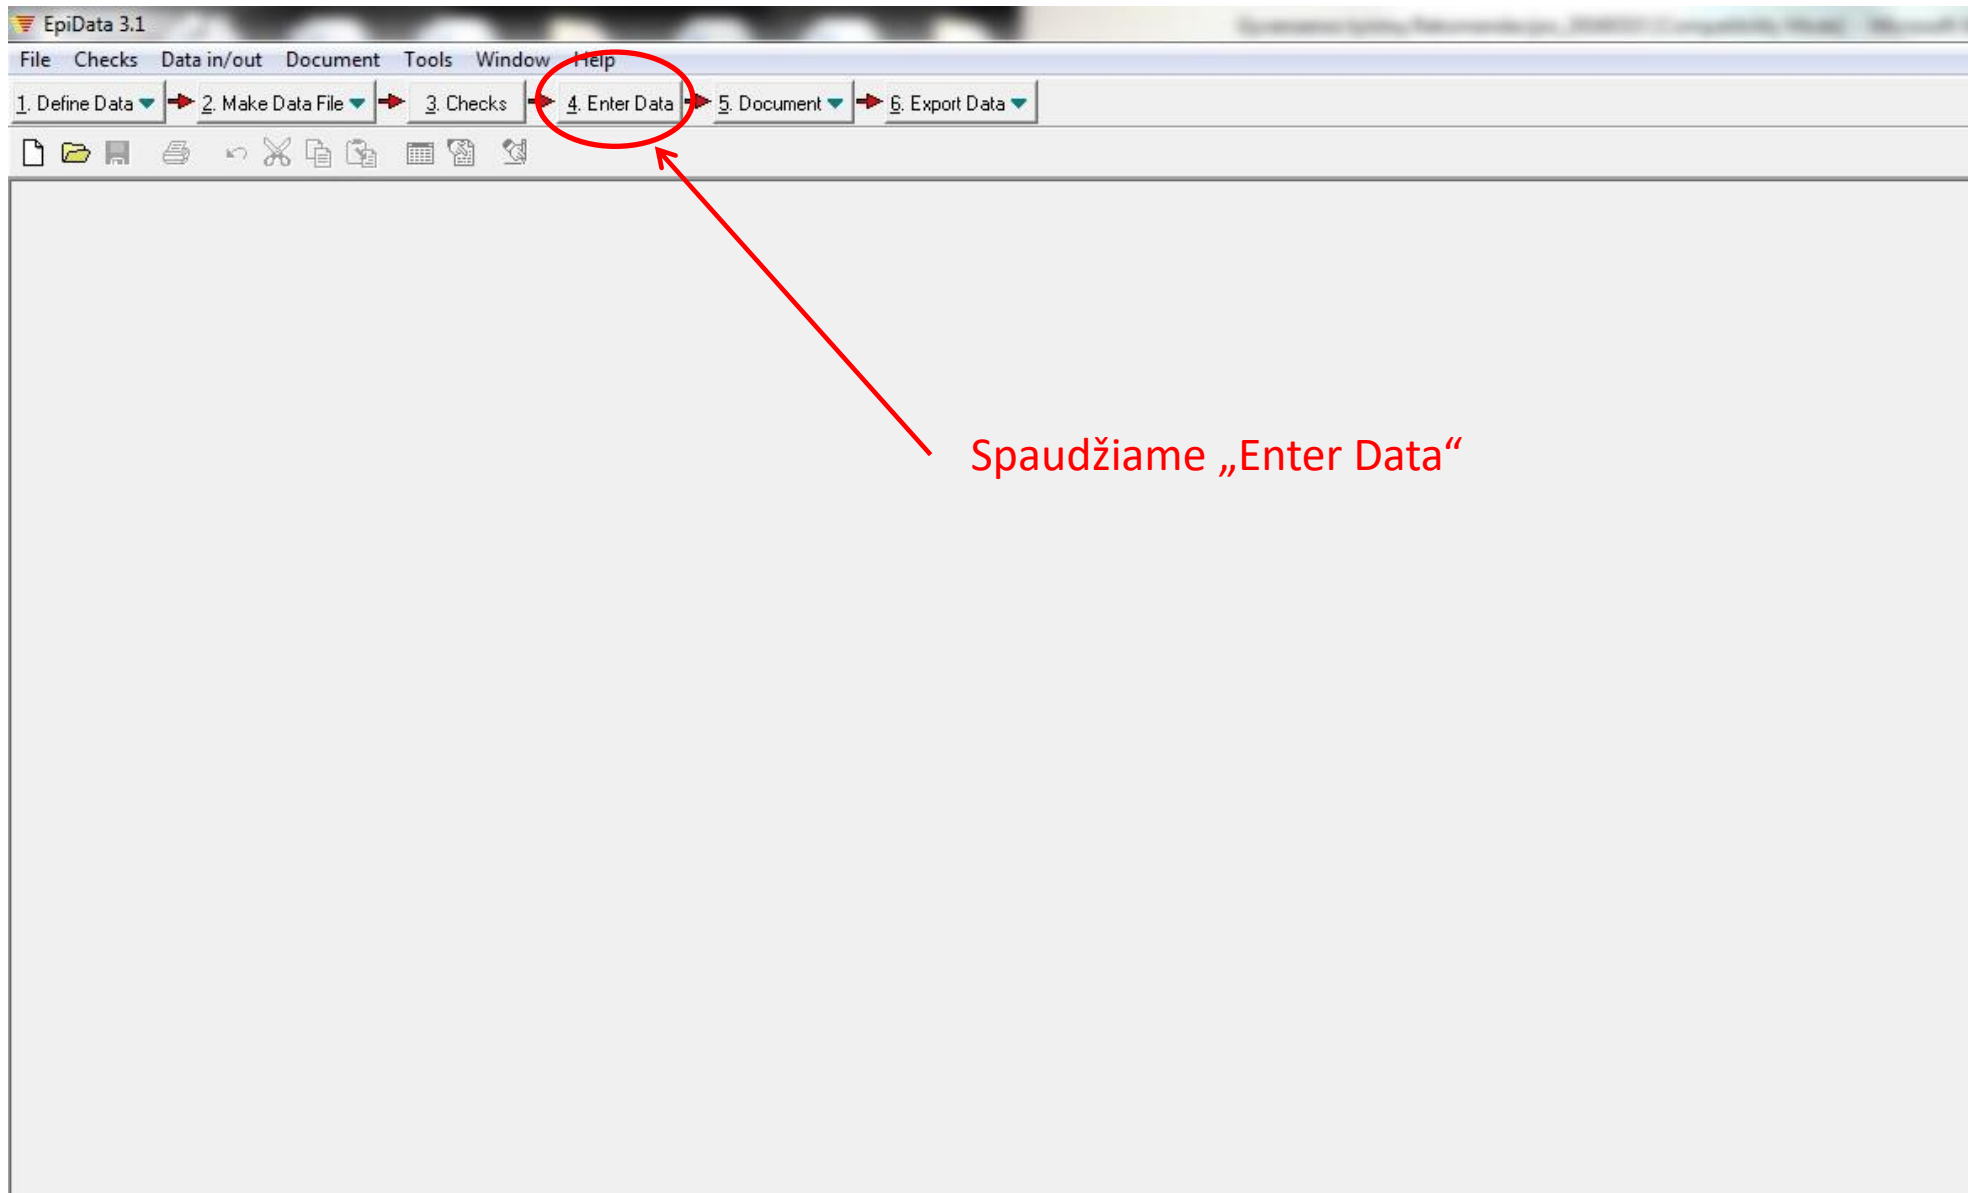 EpiData 3.1
File Checks Data in/out Document Tools Window Help
1. Define Data 2. Make Data File 3. Checks 4. Enter Data 5. Document 6. Export Data
Spaudžiame „Enter Data“